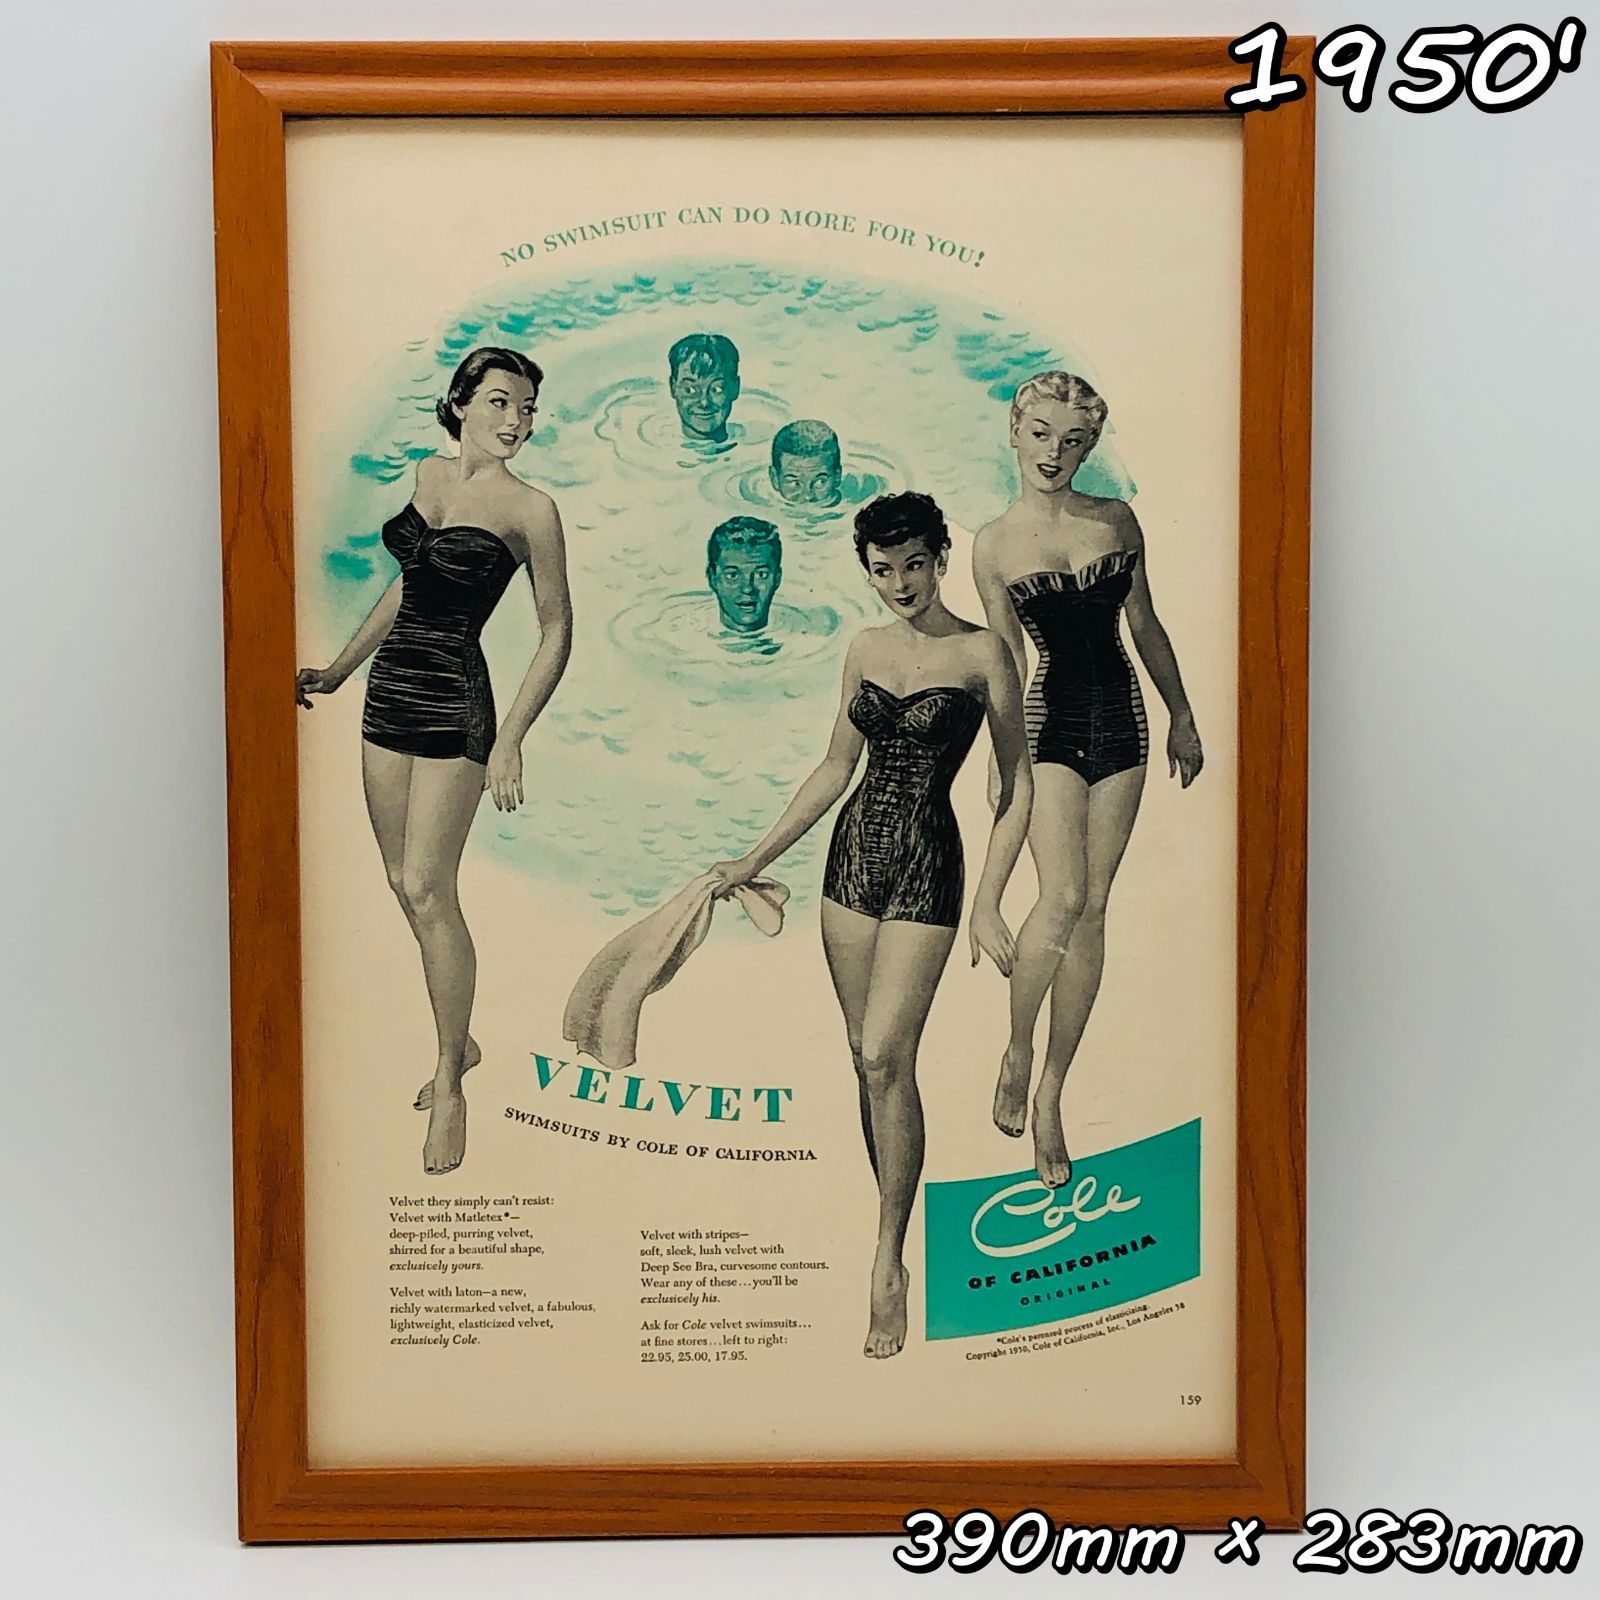 1950'
NO SWIMSUIT CAN DO MORE FOR YOU!
VELVET
SWIMSUITS BY COLE OF CALIFORNIA
Velvet they simply can't resist:
Velvet with Matletex*—
deep-piled, purring velvet,
shirred for a beautiful shape,
exclusively yours.
Velvet with laton—a new,
richly watermarked velvet, a fabulous,
lightweight, elasticized velvet,
exclusively Cole.
Velvet with stripes—
soft, sleek, lush velvet with
Deep See Bra, curvesome contours.
Wear any of these...you'll be
exclusively his.
Ask for Cole velvet swimsuits...
at fine stores...left to right:
22.95, 25.00, 17.95.
Cole
OF CALIFORNIA
ORIGINAL
*Cole's patented process of elasticizing.
Copyright 1950, Cole of California, Inc., Los Angeles 58
159
390mm x 283mm